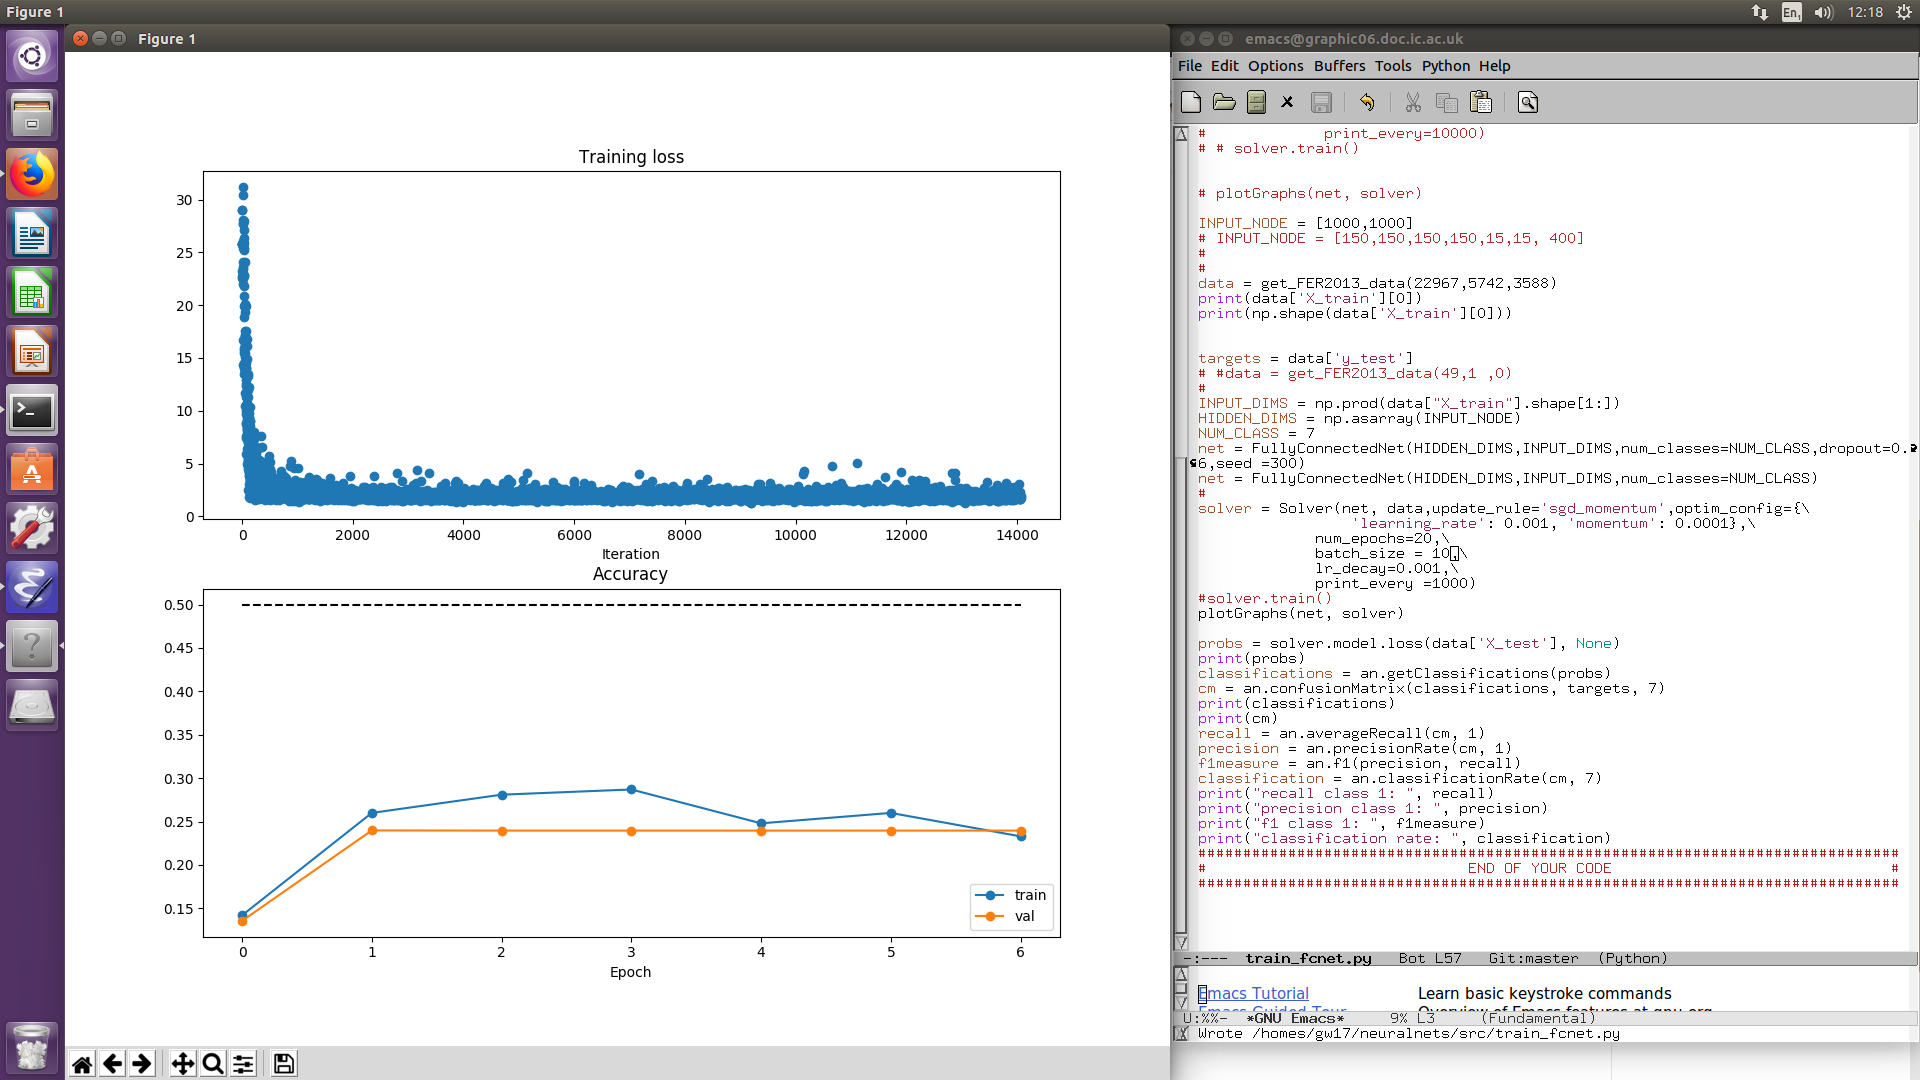 Figure 1
En1
12:18
Figure 1
Training loss
30
25
20
15
10
5
0
0 2000 4000 6000 8000 10000 12000 14000
Iteration
Accuracy
0.50
0.45
0.40
0.35
0.30
0.25
0.20
0.15
train
val
0 1 2 3 4 5 6
Epoch
emacs@graphic06.doc.ic.ac.uk
File Edit Options Buffers Tools Python Help
# print_every=10000)
# # solver.train()
# plotGraphs(net, solver)
INPUT_NODE = [1000,1000]
# INPUT_NODE = [150,150,150,150,15,15, 400]
#
#
data = get_FER2013_data(22967,5742,3588)
print(data['X_train'][0])
print(np.shape(data['X_train'][0]))
targets = data['y_test']
# #data = get_FER2013_data(49,1 ,0)
#
INPUT_DIMS = np.prod(data["X_train"].shape[1:])
HIDDEN_DIMS = np.asarray(INPUT_NODE)
NUM_CLASS = 7
net = FullyConnectedNet(HIDDEN_DIMS,INPUT_DIMS,num_classes=NUM_CLASS,dropout=0.
6,seed =300)
net = FullyConnectedNet(HIDDEN_DIMS,INPUT_DIMS,num_classes=NUM_CLASS)
#
solver = Solver(net, data,update_rule='sgd_momentum',optim_config={\
'learning_rate': 0.001, 'momentum': 0.0001},\
num_epochs=20,\
batch_size = 10,\
lr_decay=0.001,\
print_every =1000)
#solver.train()
plotGraphs(net, solver)
probs = solver.model.loss(data['X_test'], None)
print(probs)
classifications = an.getClassifications(probs)
cm = an.confusionMatrix(classifications, targets, 7)
print(classifications)
print(cm)
recall = an.averageRecall(cm, 1)
precision = an.precisionRate(cm, 1)
f1measure = an.f1(precision, recall)
classification = an.classificationRate(cm, 7)
print("recall class 1: ", recall)
print("precision class 1: ", precision)
print("f1 class 1: ", f1measure)
print("classification rate: ", classification)
##############################################################################
# END OF YOUR CODE #
##############################################################################
-:--- train_fcnet.py Bot L57 Git:master (Python)
Emacs Tutorial Learn basic keystroke commands
Emacs Guided Tour Overview of Emacs features at gnu.org
U:%%- *GNU Emacs* 9% L3 (Fundamental)
Wrote /homes/gw17/neuralnets/src/train_fcnet.py